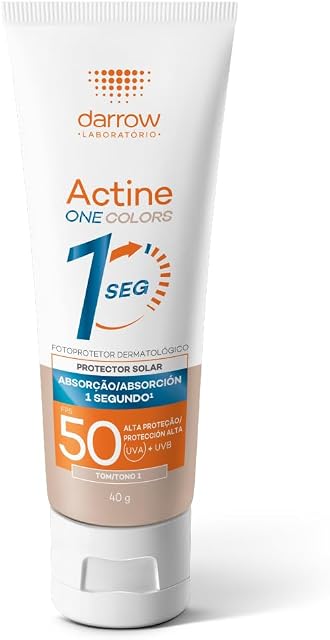 darrow
• LABORATÓRIO •
Actine
ONE COLORS
1
SEG
FOTOPROTETOR DERMATOLÓGICO
PROTECTOR SOLAR
ABSORÇÃO/ABSORCIÓN
1 SEGUNDO¹
FPS
50
ALTA PROTEÇÃO/
PROTECCIÓN ALTA
UVA + UVB
TOM/TONO 1
40 g